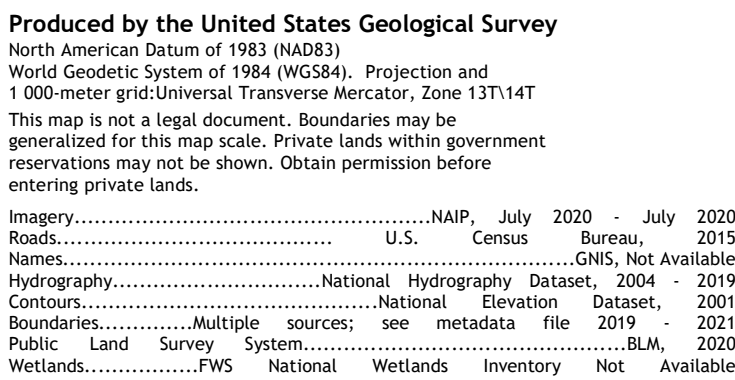 Produced by the United States Geological Survey
North American Datum of 1983 (NAD83)
World Geodetic System of 1984 (WGS84).  Projection and
1 000-meter grid:Universal Transverse Mercator, Zone 13T\14T
This map is not a legal document. Boundaries may be
generalized for this map scale. Private lands within government
reservations may not be shown. Obtain permission before
entering private lands.
Imagery.....................................................NAIP, July 2020 - July 2020
Roads......................................... U.S. Census Bureau, 2015
Names...........................................................................GNIS, Not Available
Hydrography...............................National Hydrography Dataset, 2004 - 2019
Contours............................................National Elevation Dataset, 2001
Boundaries..............Multiple sources; see metadata file 2019 - 2021
Public Land Survey System................................................BLM, 2020
Wetlands.................FWS National Wetlands Inventory Not Available